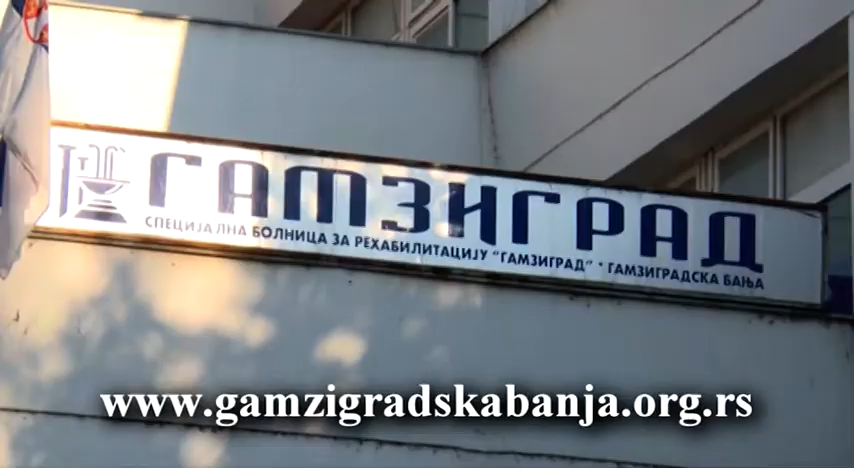 ГАМЗИГРАД
СПЕЦИЈАЛНА БОЛНИЦА ЗА РЕХАБИЛИТАЦИЈУ "ГАМЗИГРАД" · ГАМЗИГРАДСКА БАЊА
www.gamzigradskabanja.org.rs